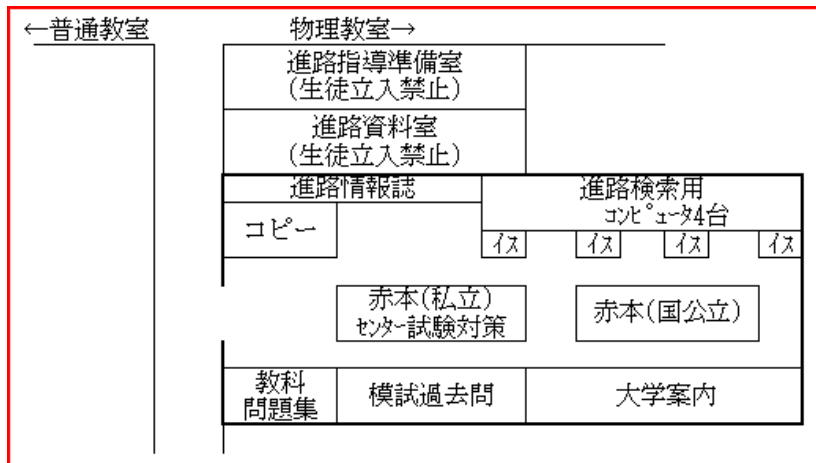 ←普通教室
物理教室→
進路指導準備室
(生徒立入禁止)
進路資料室
(生徒立入禁止)
進路情報誌
進路検索用
ｺﾝﾋﾟｭｰﾀ4台
コピー
ｲｽ
ｲｽ
ｲｽ
ｲｽ
赤本(私立)
ｾﾝﾀｰ試験対策
赤本(国公立)
教科
問題集
模試過去問
大学案内